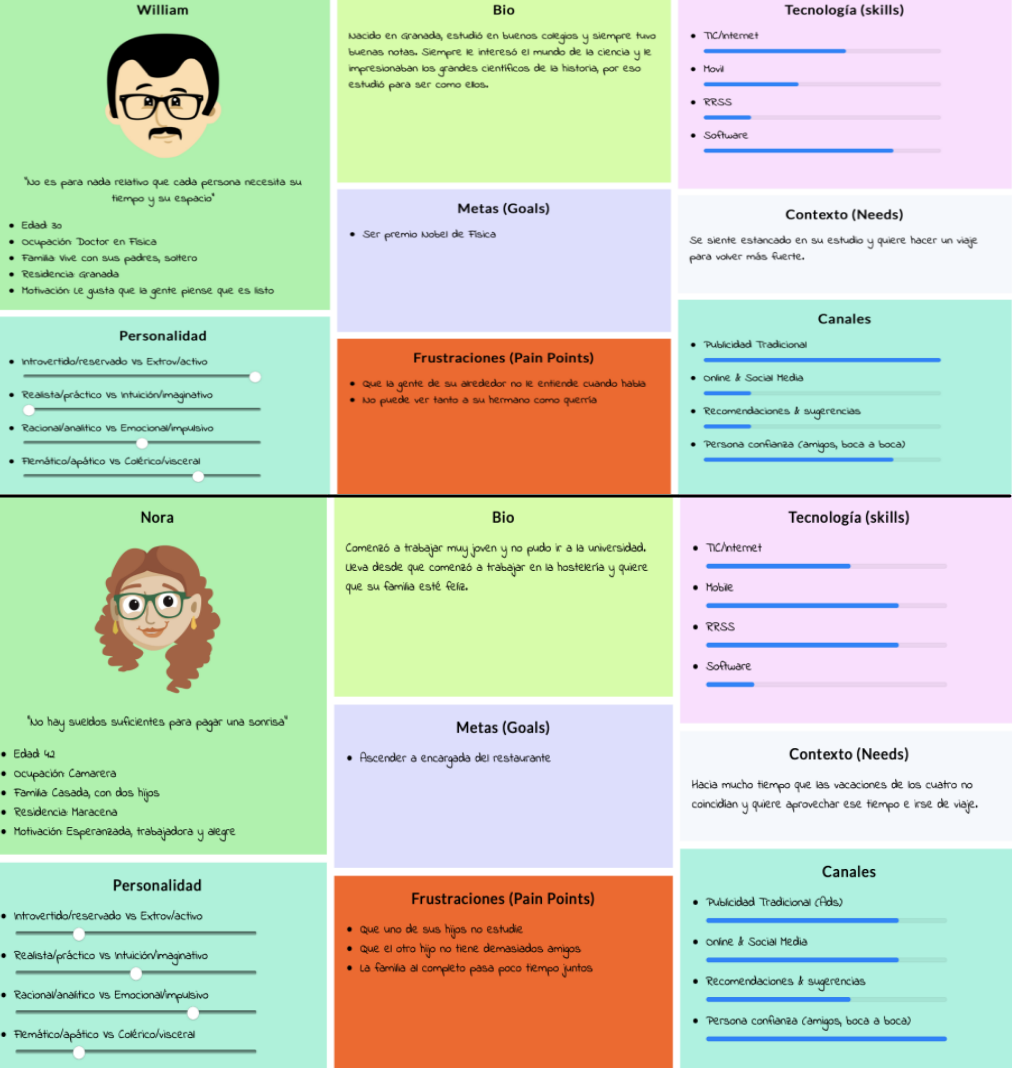 William
"No es para nada relativo que cada persona necesita su
tiempo y su espacio"
Edad: 30
Ocupación: Doctor en Física
Familia: Vive con sus padres, soltero
Residencia: Granada
Motivación: Le gusta que la gente piense que es listo
Personalidad
Introvertido/reservado Vs Extrov/activo
Realista/práctico Vs Intuición/imaginativo
Racional/analítico Vs Emocional/impulsivo
Flemático/apático Vs Colérico/visceral
Bio
Nacido en Granada, estudió en buenos colegios y siempre tuvo
buenas notas. Siempre le interesó el mundo de la ciencia y le
impresionaban los grandes científicos de la historia, por eso
estudió para ser como ellos.
Metas (Goals)
Ser premio Nobel de Física
Frustraciones (Pain Points)
Que la gente de su alrededor no le entiende cuando habla
No puede ver tanto a su hermano como querría
Tecnología (skills)
TIC/Internet
Movil
RRSS
Software
Contexto (Needs)
Se siente estancado en su estudio y quiere hacer un viaje
para volver más fuerte.
Canales
Publicidad Tradicional
Online & Social Media
Recomendaciones & sugerencias
Persona confianza (amigos, boca a boca)
Nora
"No hay sueldos suficientes para pagar una sonrisa"
Edad: 42
Ocupación: Camarera
Familia: Casada, con dos hijos
Residencia: Maracena
Motivación: Esperanzada, trabajadora y alegre
Personalidad
Introvertido/reservado Vs Extrov/activo
Realista/práctico Vs Intuición/imaginativo
Racional/analítico Vs Emocional/impulsivo
Flemático/apático Vs Colérico/visceral
Bio
Comenzó a trabajar muy joven y no pudo ir a la universidad.
Lleva desde que comenzó a trabajar en la hostelería y quiere
que su familia esté feliz.
Metas (Goals)
Ascender a encargada del restaurante
Frustraciones (Pain Points)
Que uno de sus hijos no estudie
Que el otro hijo no tiene demasiados amigos
La familia al completo pasa poco tiempo juntos
Tecnología (skills)
TIC/Internet
Mobile
RRSS
Software
Contexto (Needs)
Hacía mucho tiempo que las vacaciones de los cuatro no
coincidían y quiere aprovechar ese tiempo e irse de viaje.
Canales
Publicidad Tradicional (Ads)
Online & Social Media
Recomendaciones & sugerencias
Persona confianza (amigos, boca a boca)